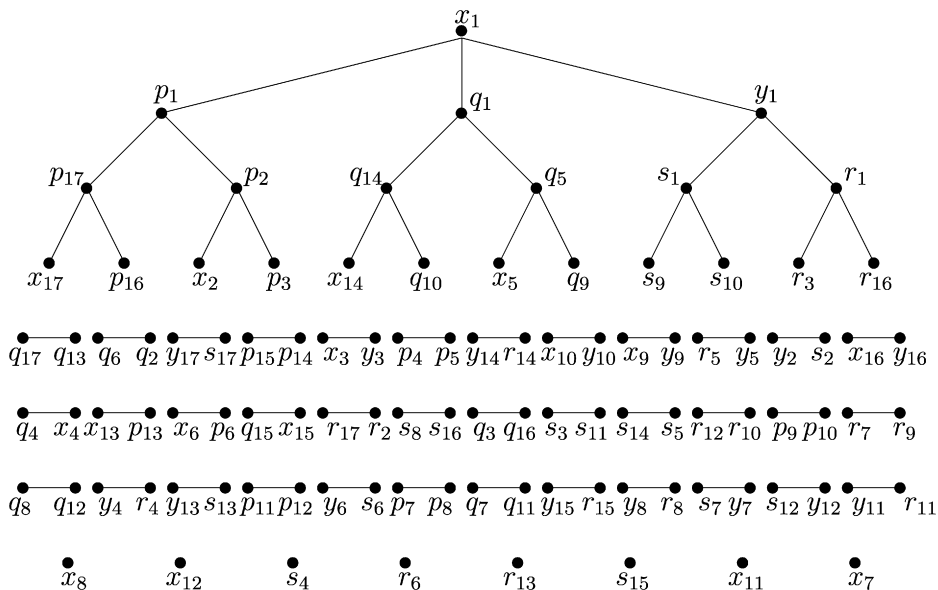 x₁
p₁ q₁ y₁
p₁₇ p₂ q₁₄ q₅ s₁ r₁
x₁₇ p₁₆ x₂ p₃ x₁₄ q₁₀ x₅ q₉ s₉ s₁₀ r₃ r₁₆
q₁₇ q₁₃ q₆ q₂ y₁₇ s₁₇ p₁₅ p₁₄ x₃ y₃ p₄ p₅ y₁₄ r₁₄ x₁₀ y₁₀ x₉ y₉ r₅ y₅ y₂ s₂ x₁₆ y₁₆
q₄ x₄ x₁₃ p₁₃ x₆ p₆ q₁₅ x₁₅ r₁₇ r₂ s₈ s₁₆ q₃ q₁₆ s₃ s₁₁ s₁₄ s₅ r₁₂ r₁₀ p₉ p₁₀ r₇ r₉
q₈ q₁₂ y₄ r₄ y₁₃ s₁₃ p₁₁ p₁₂ y₆ s₆ p₇ p₈ q₇ q₁₁ y₁₅ r₁₅ y₈ r₈ s₇ y₇ s₁₂ y₁₂ y₁₁ r₁₁
x₈ x₁₂ s₄ r₆ r₁₃ s₁₅ x₁₁ x₇